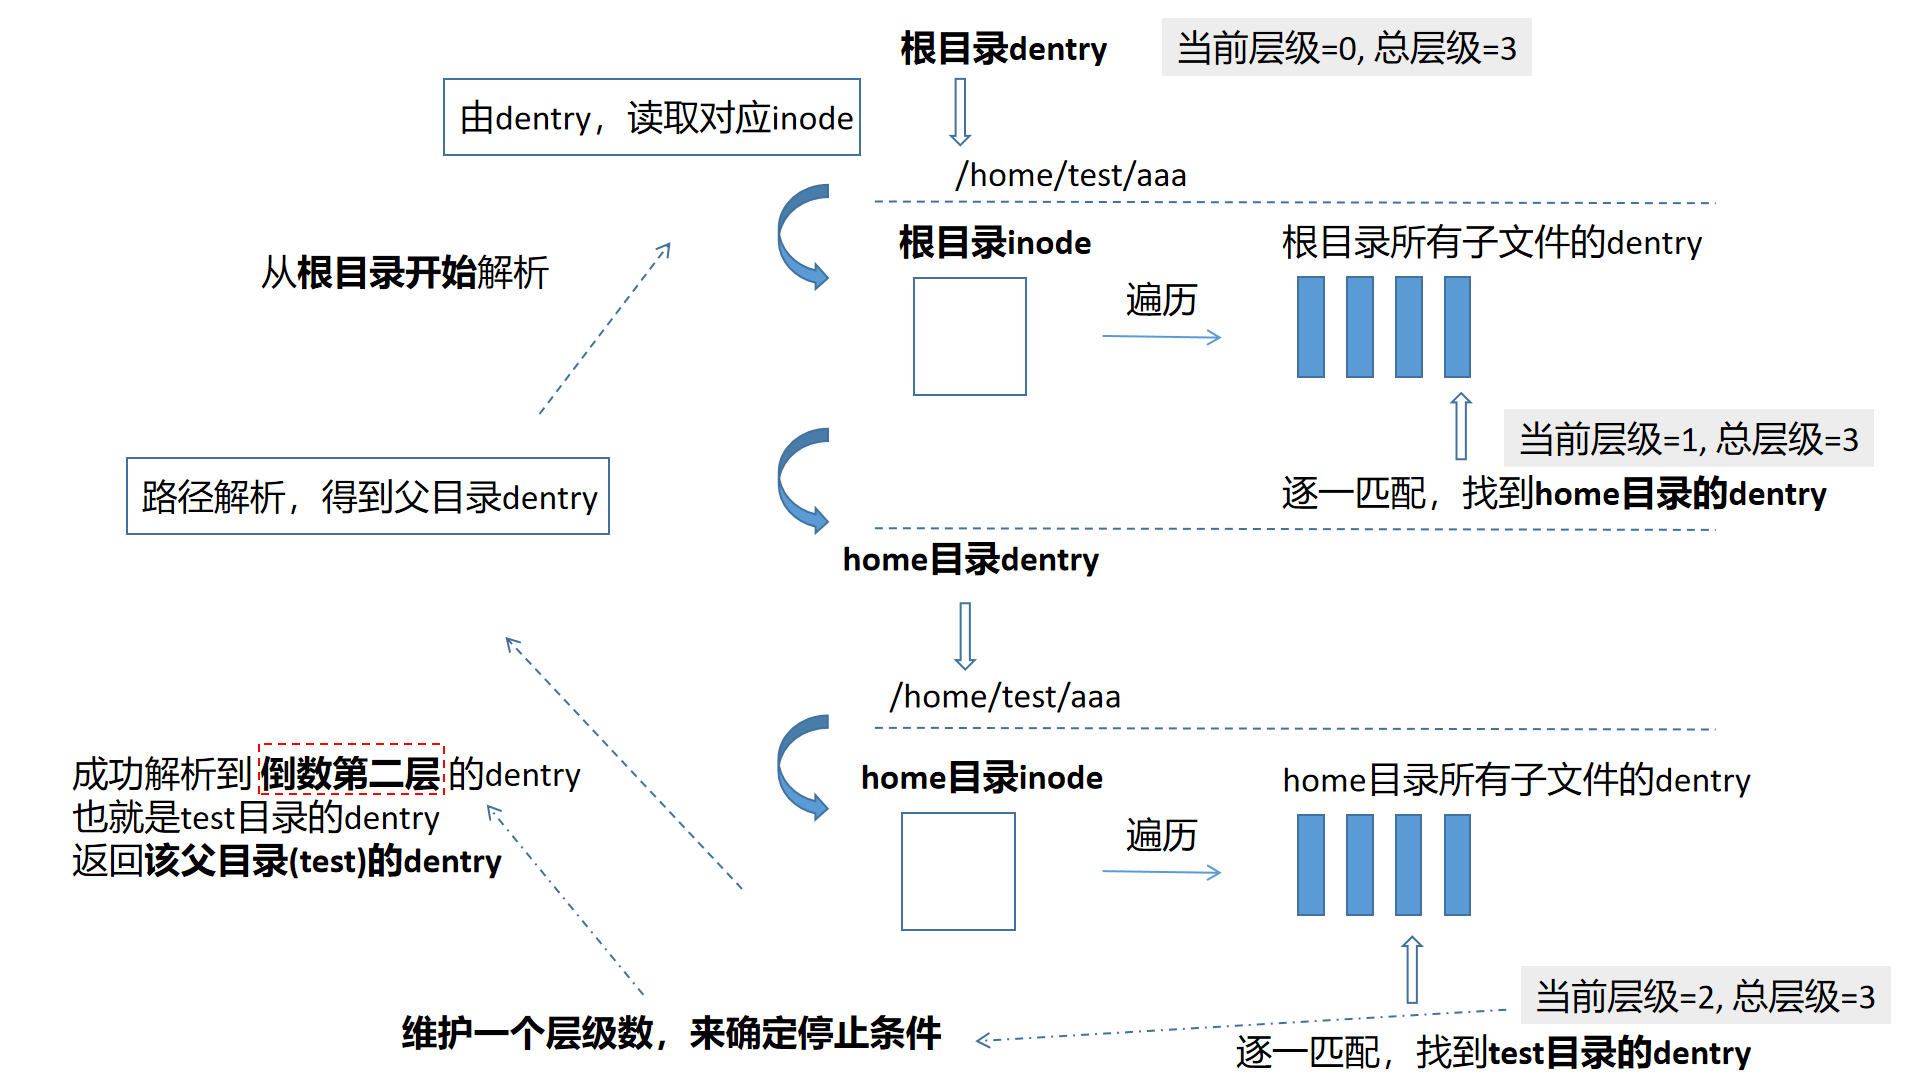 根目录dentry
当前层级=0, 总层级=3
由dentry，读取对应inode
/home/test/aaa
根目录inode
根目录所有子文件的dentry
从根目录开始解析
遍历
当前层级=1, 总层级=3
路径解析，得到父目录dentry
逐一匹配，找到home目录的dentry
home目录dentry
/home/test/aaa
成功解析到 倒数第二层 的dentry
也就是test目录的dentry
返回该父目录(test)的dentry
home目录inode
home目录所有子文件的dentry
遍历
当前层级=2, 总层级=3
维护一个层级数，来确定停止条件
逐一匹配，找到test目录的dentry